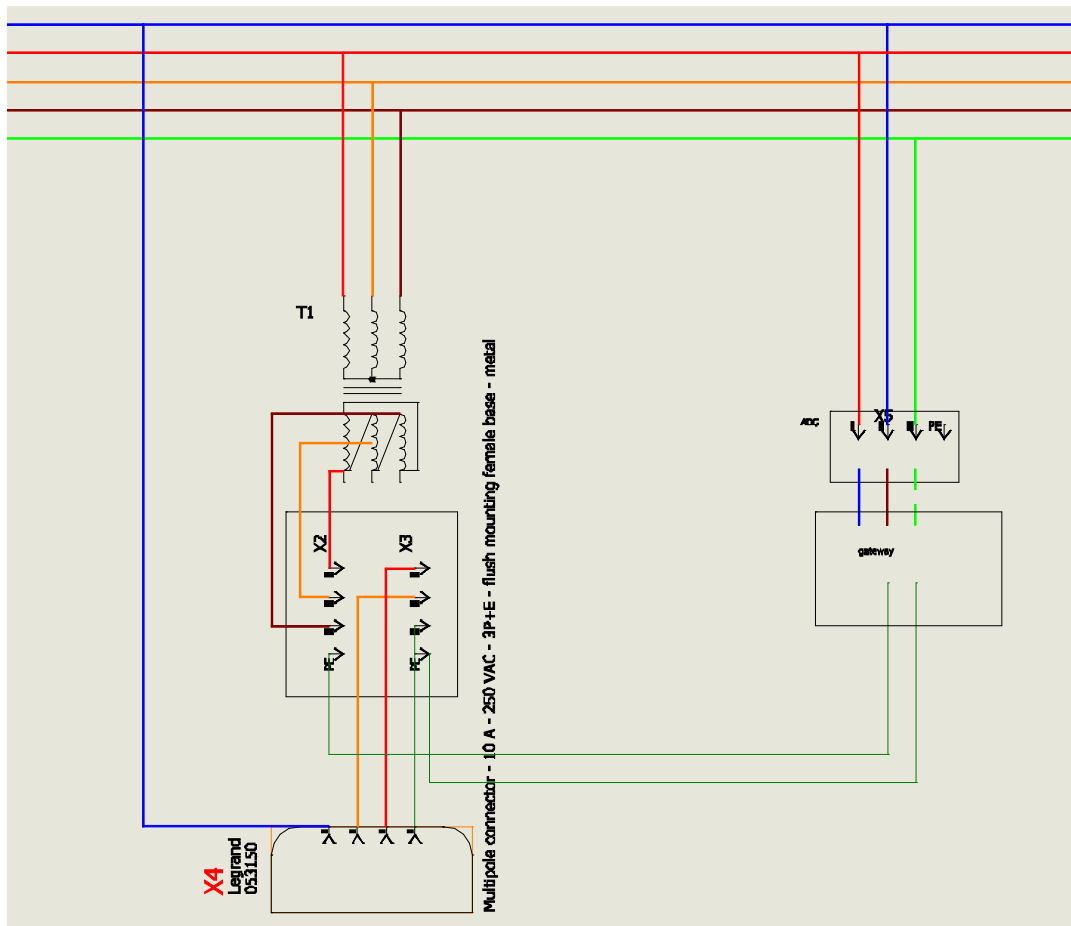 T1
X5
PE
X2
X3
gateway
PE
PE
Multipole connector - 10 A - 250 VAC - 3P+E - flush mounting female base - metal
X4
Legrand
053150